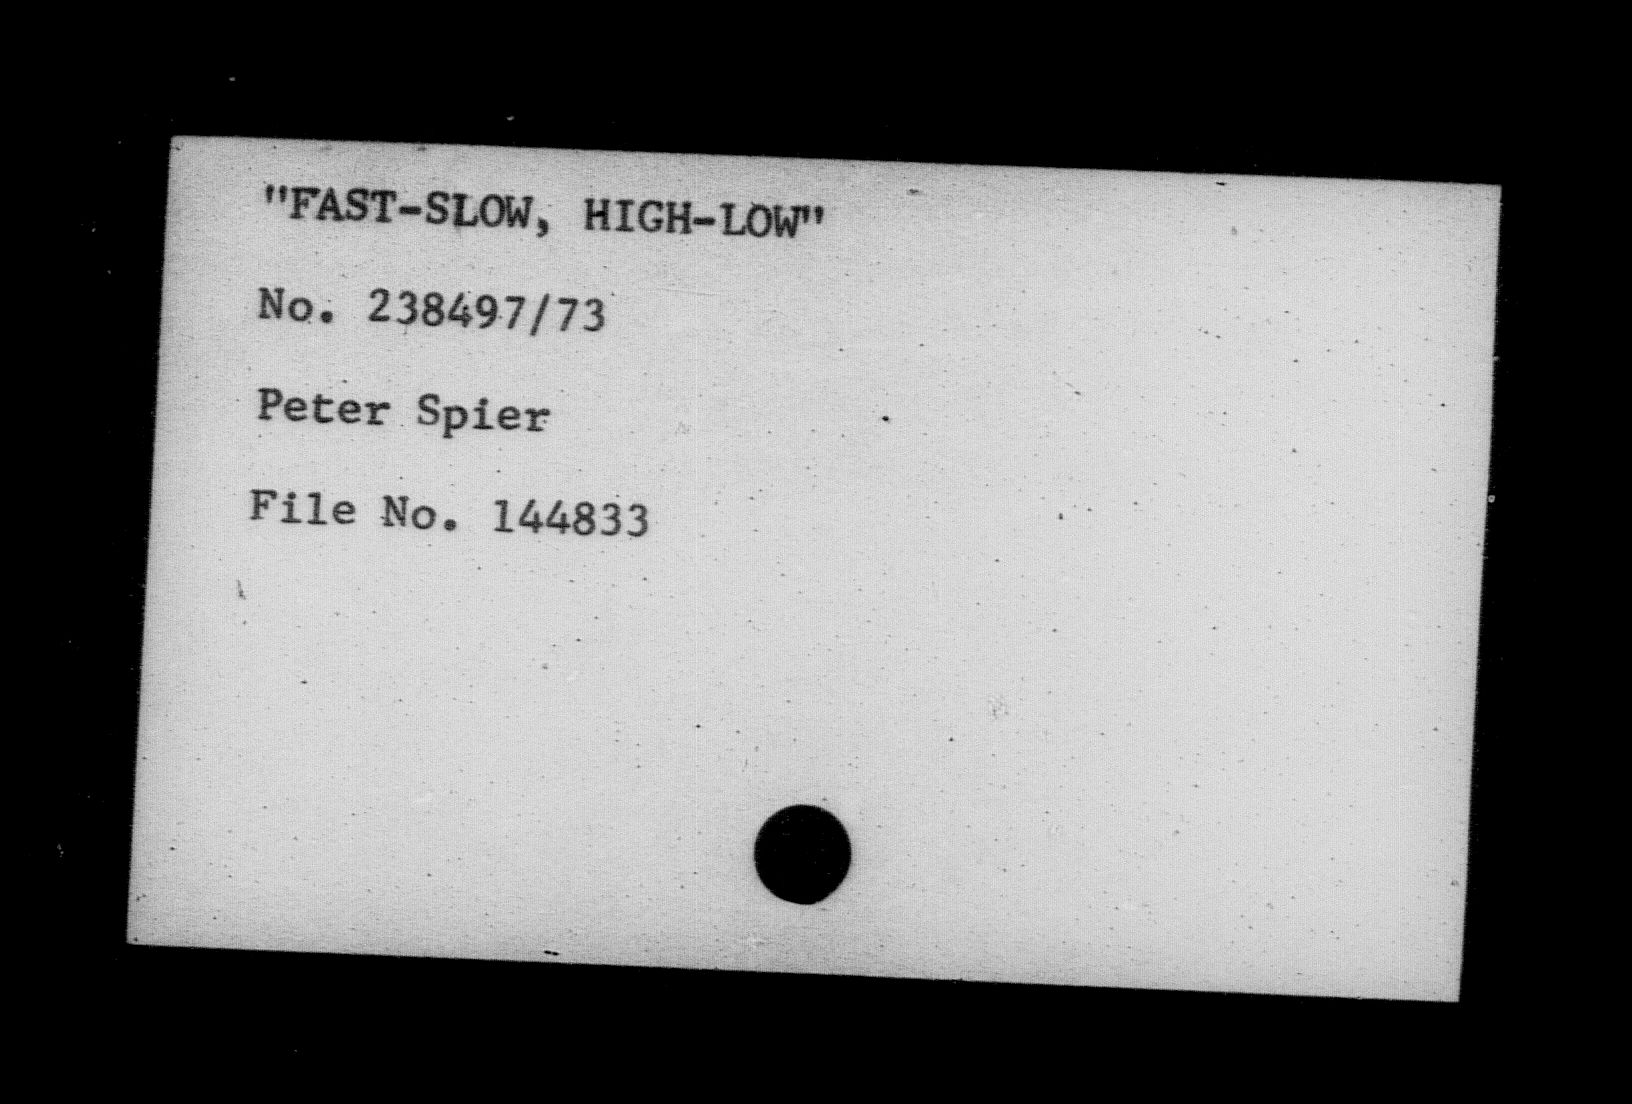 "FAST-SLOW, HIGH-LOW"
No. 238497/73
Peter Spier
File No. 144833